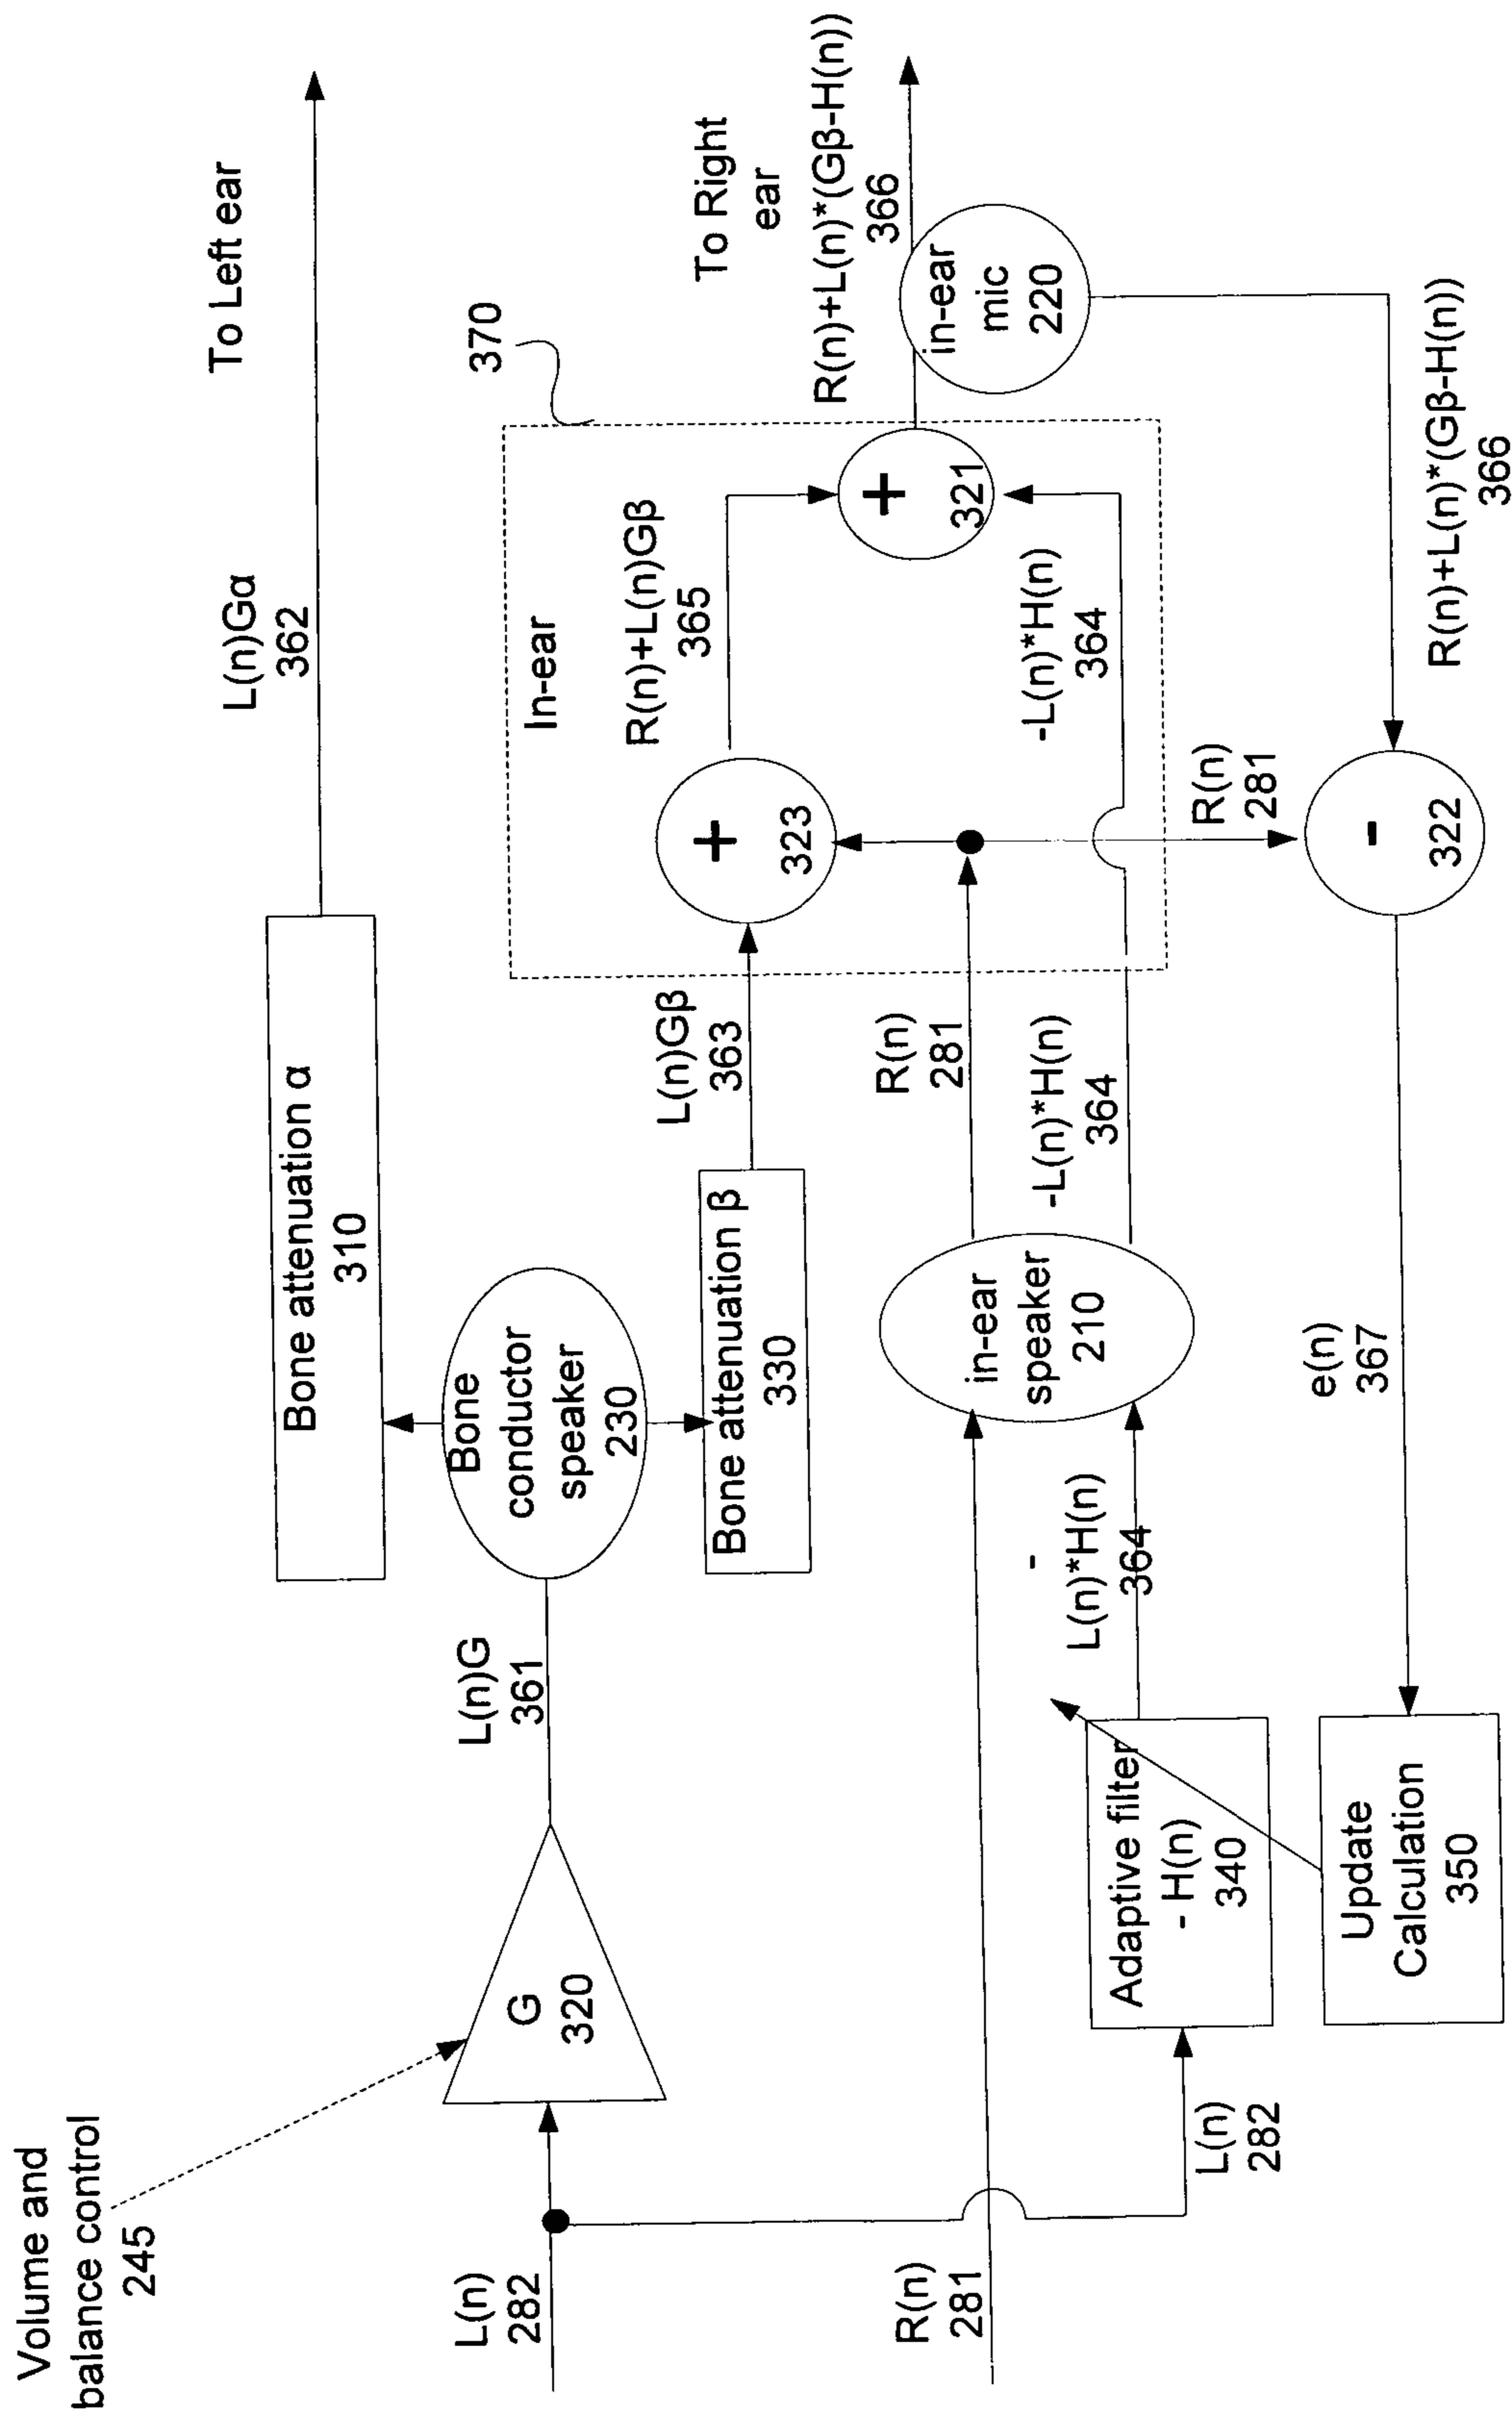 Volume and
balance control
245
L(n)
282
G
320
L(n)G
361
Bone
conductor
speaker
230
Bone attenuation α
310
L(n)Gα
362
To Left ear
Bone attenuation β
330
L(n)Gβ
363
370
In-ear
+
323
R(n)+L(n)Gβ
365
+
321
To Right
ear
R(n)+L(n)*(Gβ-H(n))
366
in-ear
mic
220
R(n)
281
in-ear
speaker
210
R(n)
281
-L(n)*H(n)
364
-L(n)*H(n)
364
R(n)
281
L(n)
282
Adaptive filter
- H(n)
340
-
L(n)*H(n)
364
Update
Calculation
350
e(n)
367
-
322
R(n)+L(n)*(Gβ-H(n))
366